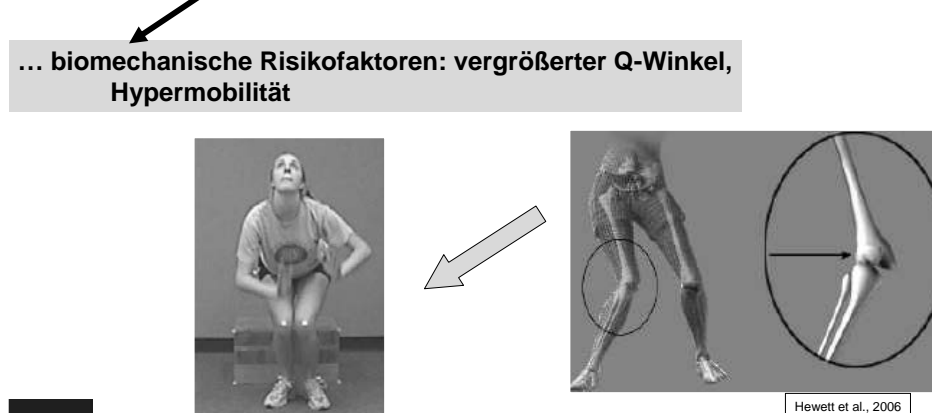 … biomechanische Risikofaktoren: vergrößerter Q-Winkel,
Hypermobilität
Hewett et al., 2006